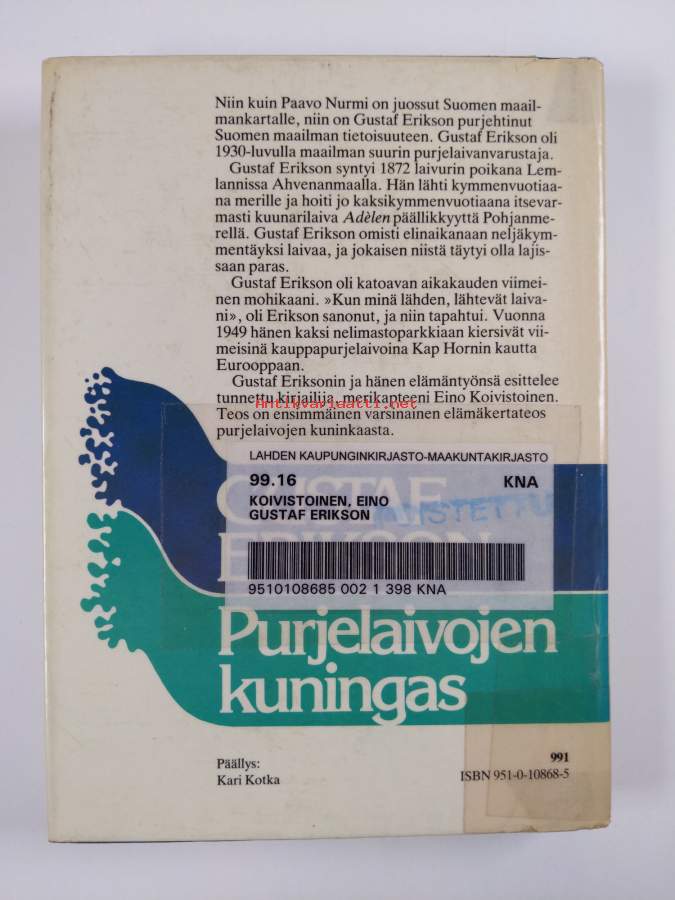 Niin kuin Paavo Nurmi on juossut Suomen maail-
mankartalle, niin on Gustaf Erikson purjehtinut
Suomen maailman tietoisuuteen. Gustaf Erikson oli
1930-luvulla maailman suurin purjelaivanvarustaja.
Gustaf Erikson syntyi 1872 laivurin poikana Lem-
lannissa Ahvenanmaalla. Hän lähti kymmenvuotiaa-
na merille ja hoiti jo kaksikymmenvuotiaana itsevar-
masti kuunarilaiva Adèlen päällikkyyttä Pohjanme-
rellä. Gustaf Erikson omisti elinaikanaan neljäkym-
mentäyksi laivaa, ja jokaisen niistä täytyi olla lajis-
saan paras.
Gustaf Erikson oli katoavan aikakauden viimei-
nen mohikaani. »Kun minä lähden, lähtevät laiva-
ni», oli Erikson sanonut, ja niin tapahtui. Vuonna
1949 hänen kaksi nelimastoparkkiaan kiersivät vii-
meisinä kauppapurjelaivoina Kap Hornin kautta
Eurooppaan.
Gustaf Eriksonin ja hänen elämäntyönsä esittelee
tunnettu kirjailija, merikapteeni Eino Koivistoinen.
Antikvariaatti.net
Teos on ensimmäinen varsinainen elämäkertateos
purjelaivojen kuninkaasta.
LAHDEN KAUPUNGINKIRJASTO-MAAKUNTAKIRJASTO
99.16 KNA
KOIVISTOINEN, EINO
GUSTAF ERIKSON
POISTETTU
9510108685 002 1 398 KNA
GUSTAF
ERIKSON
Purjelaivojen
kuningas
Päällys:
Kari Kotka
991
ISBN 951-0-10868-5